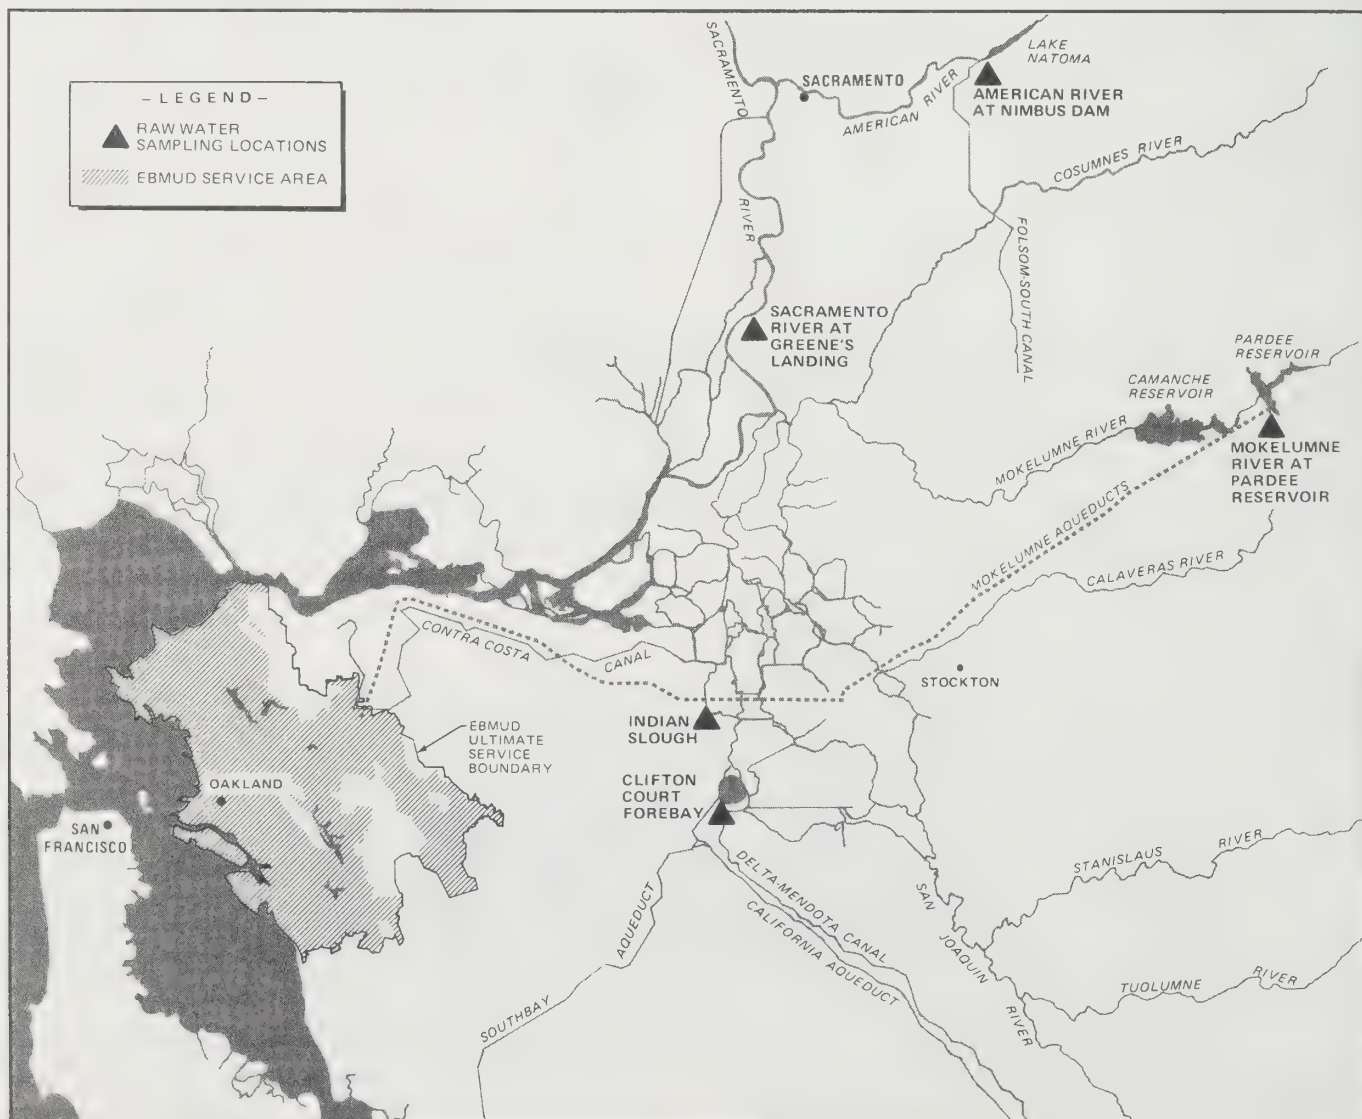 – LEGEND –
RAW WATER
SAMPLING LOCATIONS
EBMUD SERVICE AREA
SACRAMENTO
RIVER
SACRAMENTO
AMERICAN RIVER
LAKE
NATOMA
AMERICAN RIVER
AT NIMBUS DAM
COSUMNES RIVER
FOLSOM-SOUTH CANAL
SACRAMENTO
RIVER AT
GREENE'S
LANDING
PARDEE
RESERVOIR
CAMANCHE
RESERVOIR
MOKELUMNE RIVER
MOKELUMNE
RIVER AT
PARDEE
RESERVOIR
MOKELUMNE AQUEDUCTS
CALAVERAS RIVER
CONTRA COSTA CANAL
STOCKTON
INDIAN
SLOUGH
EBMUD
ULTIMATE
SERVICE
BOUNDARY
OAKLAND
CLIFTON
COURT
FOREBAY
SAN
FRANCISCO
STANISLAUS RIVER
DELTA-MENDOTA CANAL
CALIFORNIA AQUEDUCT
SAN JOAQUIN RIVER
SOUTHBAY AQUEDUCT
TUOLUMNE RIVER